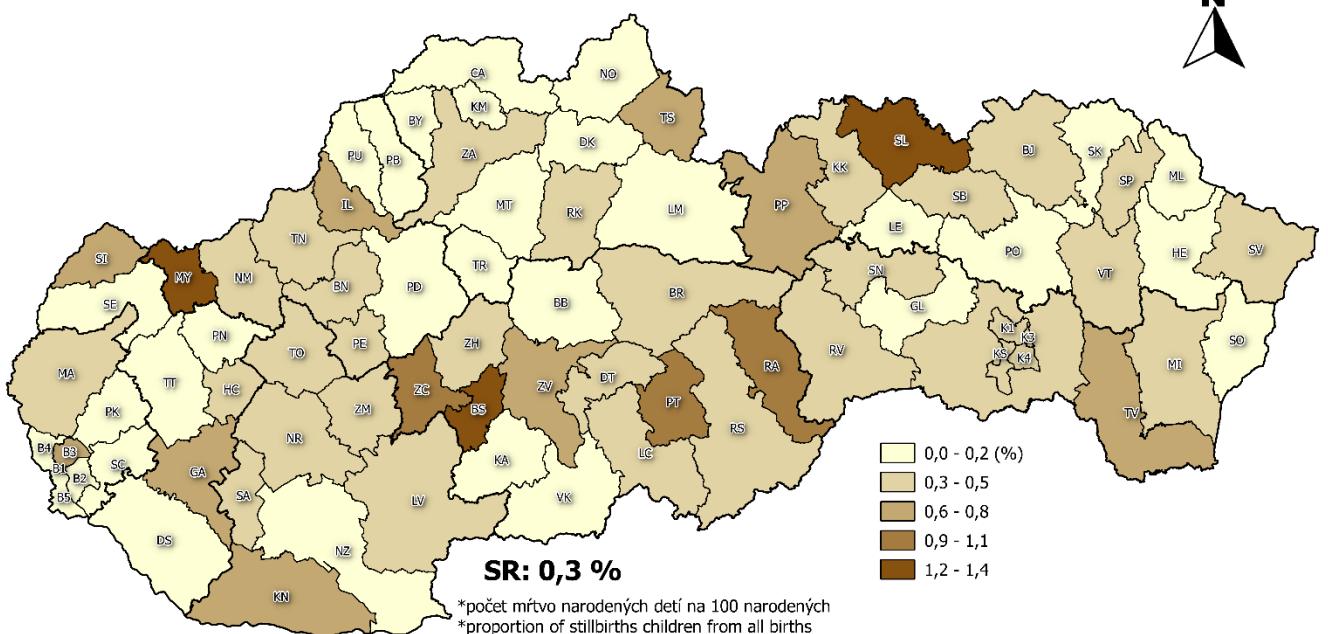 N
CA
NO
KM
BY
TS
PU
PB
ZA
DK
SL
BJ
SK
KK
SP
ML
IL
MT
RK
LM
PP
SB
LE
PO
TN
SI
MY
NM
BN
PD
TR
BB
BR
SN
GL
VT
HE
SV
SE
PN
TO
PE
ZH
RV
K1
K3
KS
K4
SO
MA
TT
HC
ZM
ZC
BS
ZV
DT
PT
RA
MI
PK
NR
TV
B4
B3
B1
B2
B5
SC
GA
SA
LV
KA
LC
RS
VK
DS
NZ
KN
0,0 - 0,2 (%)
0,3 - 0,5
0,6 - 0,8
0,9 - 1,1
1,2 - 1,4
SR: 0,3 %
*počet mŕtvo narodených detí na 100 narodených
*proportion of stillbirths children from all births